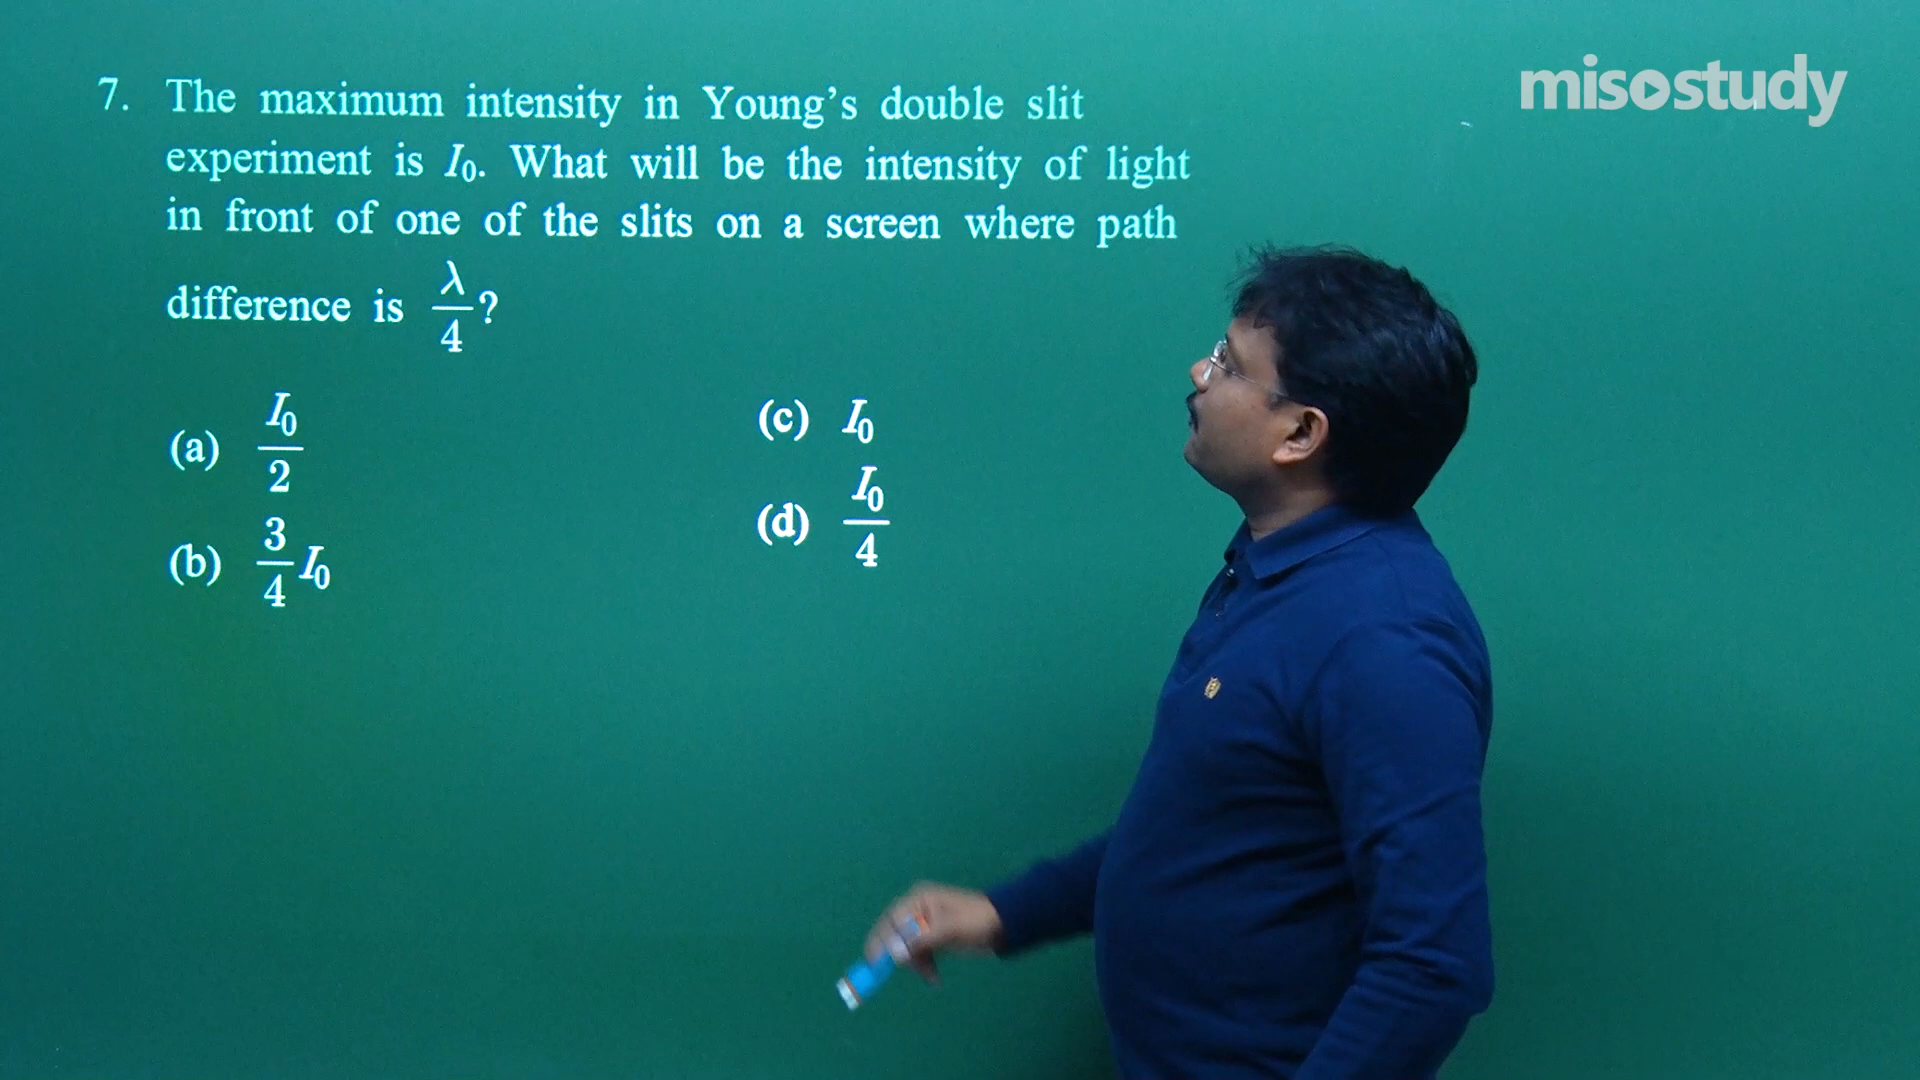 misostudy
7. The maximum intensity in Young’s double slit
experiment is I₀. What will be the intensity of light
in front of one of the slits on a screen where path
difference is λ/4?
(a) I₀/2
(b) 3/4 I₀
(c) I₀
(d) I₀/4